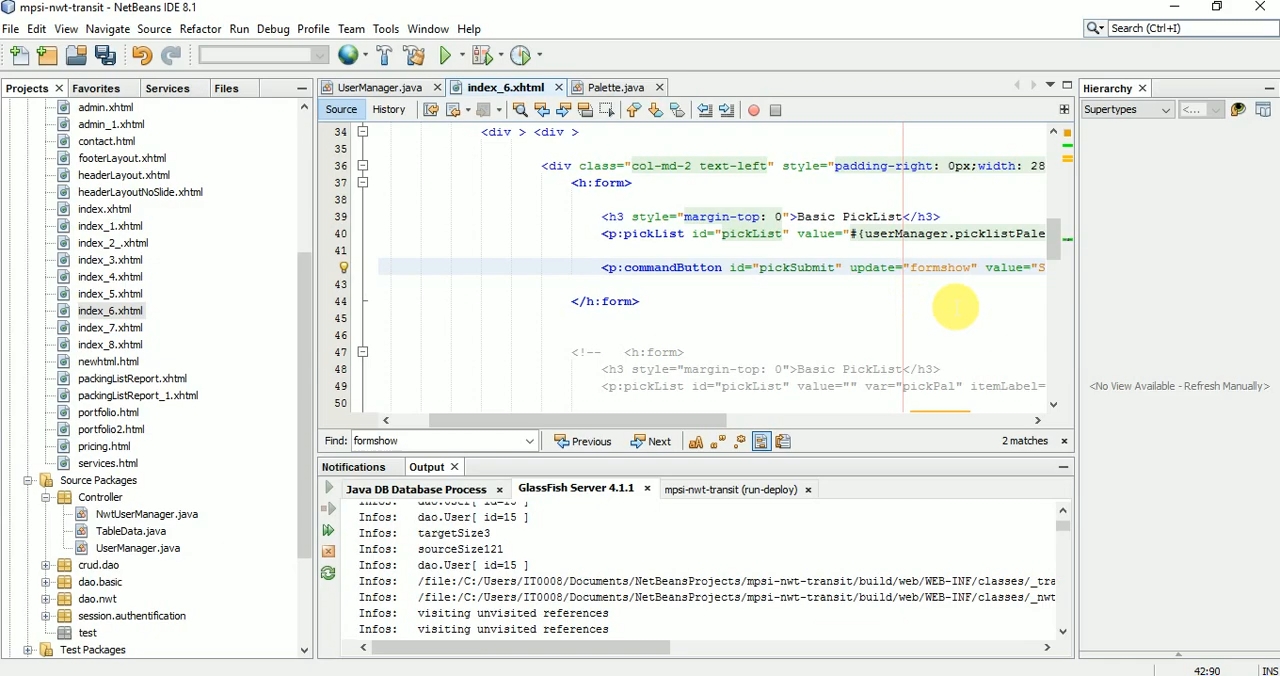 mpsi-nwt-transit - NetBeans IDE 8.1
File Edit View Navigate Source Refactor Run Debug Profile Team Tools Window Help
Search (Ctrl+I)
Projects Favorites Services Files
admin.xhtml
admin_1.xhtml
contact.html
footerLayout.xhtml
headerLayout.xhtml
headerLayoutNoSlide.xhtml
index.xhtml
index_1.xhtml
index_2_.xhtml
index_3.xhtml
index_4.xhtml
index_5.xhtml
index_6.xhtml
index_7.xhtml
index_8.xhtml
newhtml.html
packingListReport.xhtml
packingListReport_1.xhtml
portfolio.html
portfolio2.html
pricing.html
services.html
Source Packages
Controller
NwtUserManager.java
TableData.java
UserManager.java
crud.dao
dao.basic
dao.nwt
session.authentification
test
Test Packages
UserManager.java index_6.xhtml Palette.java
Source History
34 <div > <div >
35
36 <div class="col-md-2 text-left" style="padding-right: 0px;width: 28
37 <h:form>
38
39 <h3 style="margin-top: 0">Basic PickList</h3>
40 <p:pickList id="pickList" value="#{userManager.picklistPale
41
<p:commandButton id="pickSubmit" update="formshow" value="S
43
44 </h:form>
45
46
47 <!-- <h:form>
48 <h3 style="margin-top: 0">Basic PickList</h3>
49 <p:pickList id="pickList" value="" var="pickPal" itemLabel=
50
Find: formshow Previous Next 2 matches
Notifications Output
Java DB Database Process GlassFish Server 4.1.1 mpsi-nwt-transit (run-deploy)
Infos: dao.User[ id=15 ]
Infos: dao.User[ id=15 ]
Infos: targetSize3
Infos: sourceSize121
Infos: dao.User[ id=15 ]
Infos: /file:/C:/Users/IT0008/Documents/NetBeansProjects/mpsi-nwt-transit/build/web/WEB-INF/classes/_tra
Infos: /file:/C:/Users/IT0008/Documents/NetBeansProjects/mpsi-nwt-transit/build/web/WEB-INF/classes/_nwt
Infos: visiting unvisited references
Infos: visiting unvisited references
Hierarchy
Supertypes <...
<No View Available - Refresh Manually>
42:90 INS